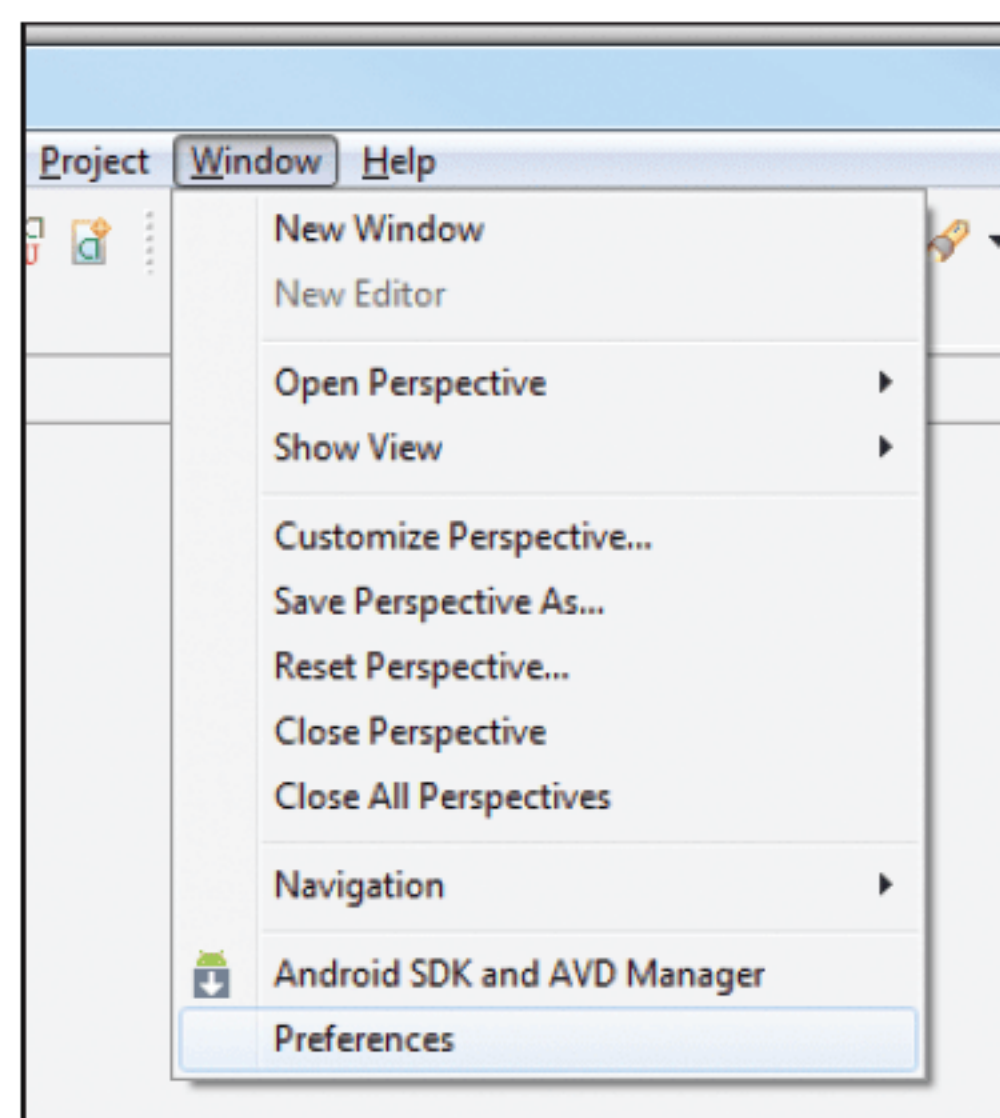 Project Window Help
New Window
New Editor
Open Perspective
Show View
Customize Perspective...
Save Perspective As...
Reset Perspective...
Close Perspective
Close All Perspectives
Navigation
Android SDK and AVD Manager
Preferences